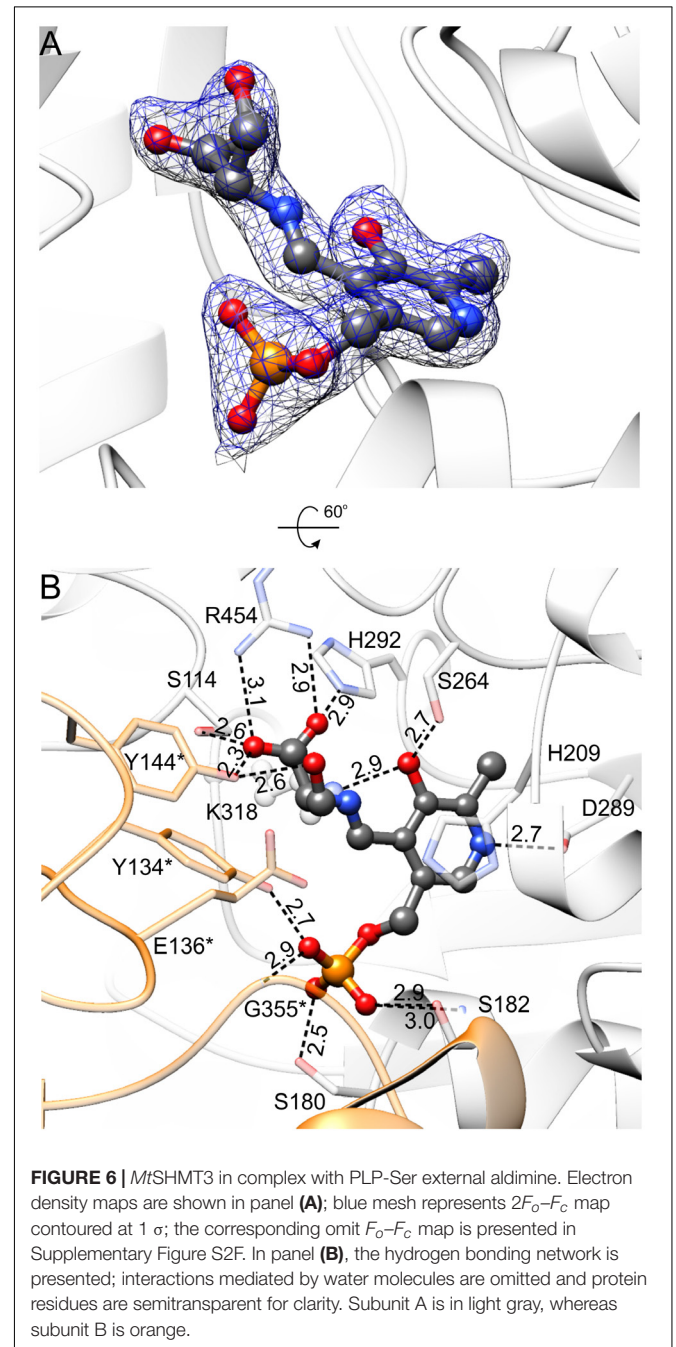 A
60°
B
R454
H292
S114
S264
3.1
2.9
2.9
2.6
2.7
Y144*
2.3
2.6
2.9
H209
K318
D289
2.7
Y134*
2.7
E136*
2.9
G355*
2.9
S182
3.0
2.5
S180
FIGURE 6 | MtSHMT3 in complex with PLP-Ser external aldimine. Electron
density maps are shown in panel (A); blue mesh represents 2Fo–Fc map
contoured at 1 σ; the corresponding omit Fo–Fc map is presented in
Supplementary Figure S2F. In panel (B), the hydrogen bonding network is
presented; interactions mediated by water molecules are omitted and protein
residues are semitransparent for clarity. Subunit A is in light gray, whereas
subunit B is orange.